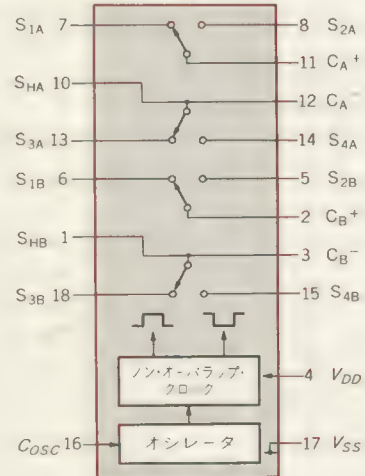 S1A 7 8 S2A
11 CA+
SHA 10
12 CA
S3A 13 14 S4A
S1B 6 5 S2B
2 CB+
SHB 1
3 CB-
S3B 18 15 S4B
ノン・オーバラップ・
クロック
4 VDD
オシレータ
COSC 16 17 VSS